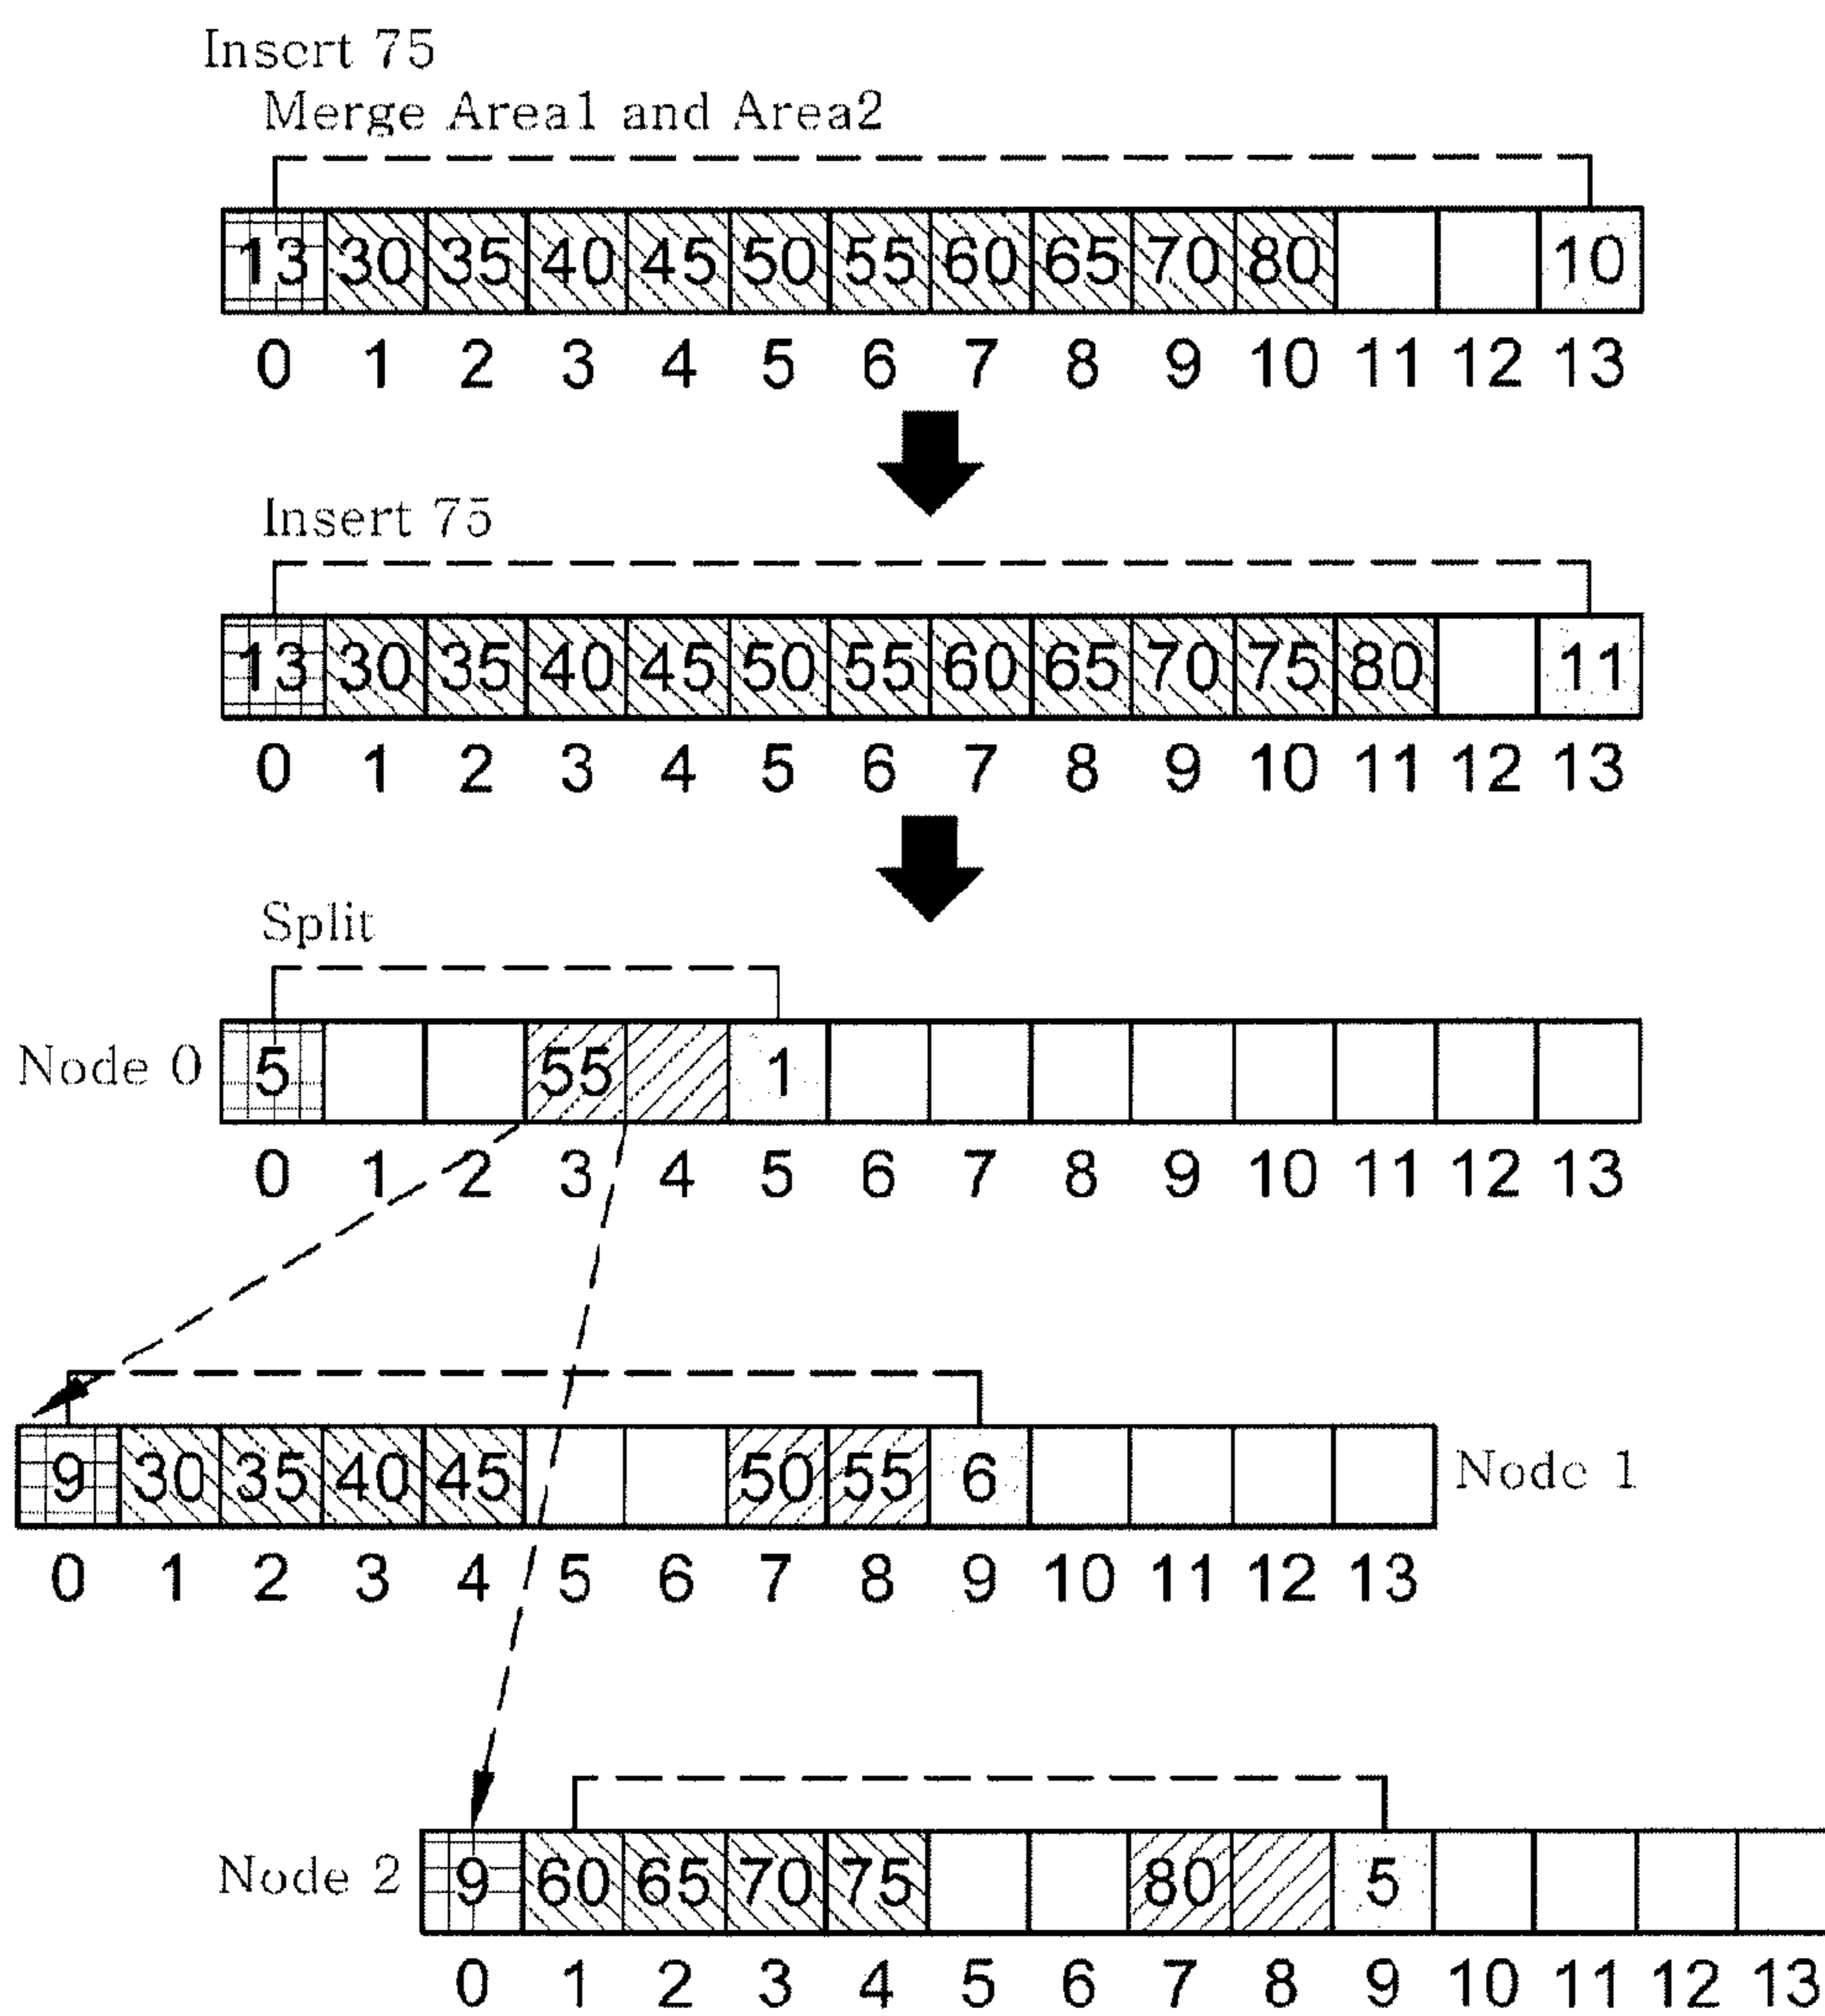 Insert 75
Merge Area1 and Area2
13 30 35 40 45 50 55 60 65 70 80 10
0 1 2 3 4 5 6 7 8 9 10 11 12 13
Insert 75
13 30 35 40 45 50 55 60 65 70 75 80 11
0 1 2 3 4 5 6 7 8 9 10 11 12 13
Split
Node 0 5 55 1
0 1 2 3 4 5 6 7 8 9 10 11 12 13
9 30 35 40 45 50 55 6 Node 1
0 1 2 3 4 5 6 7 8 9 10 11 12 13
Node 2 9 60 65 70 75 80 5
0 1 2 3 4 5 6 7 8 9 10 11 12 13